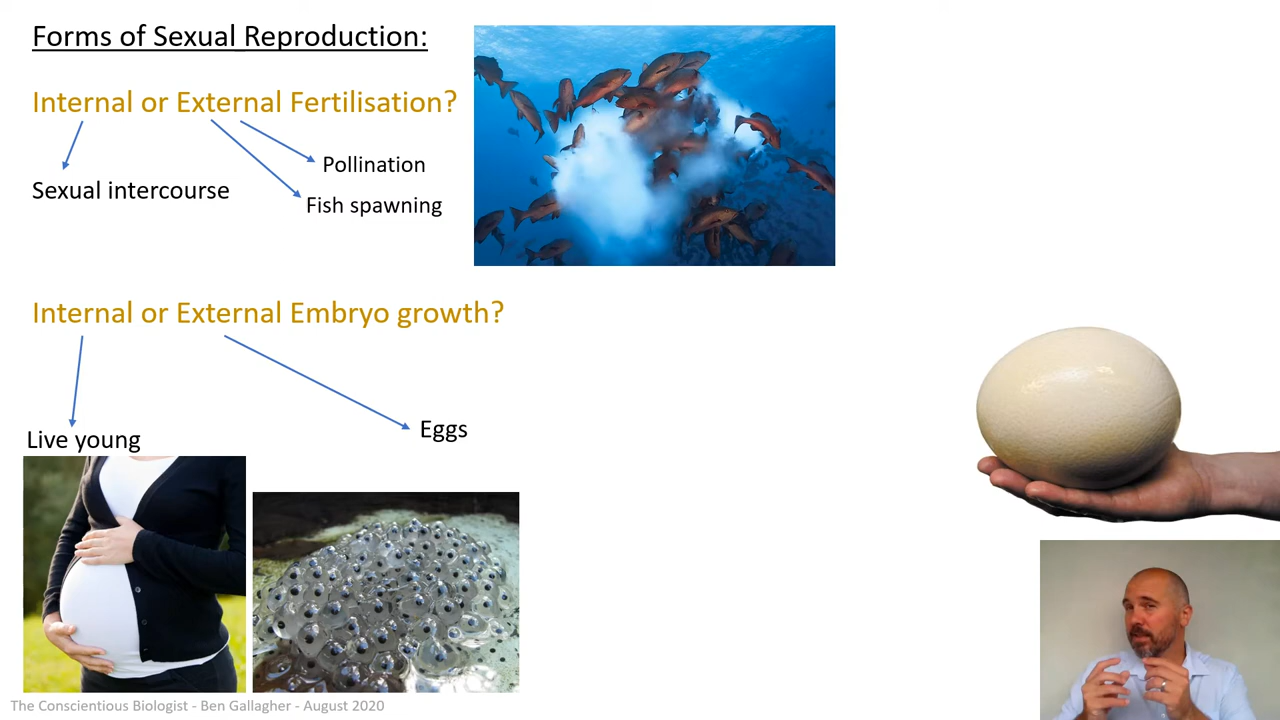 Forms of Sexual Reproduction:
Internal or External Fertilisation?
Pollination
Sexual intercourse
Fish spawning
Internal or External Embryo growth?
Eggs
Live young
The Conscientious Biologist - Ben Gallagher - August 2020